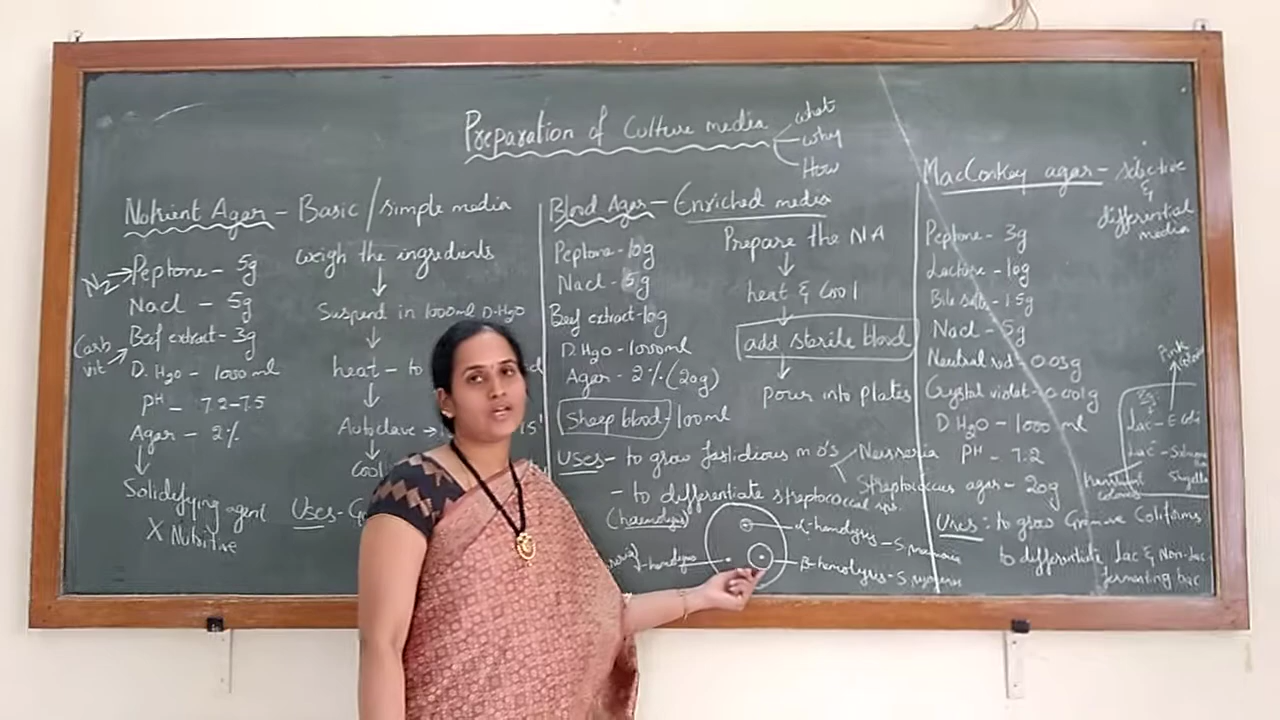 Preparation of Culture media
what
why
How
Nutrient Agar - Basic / simple media
N2 → Peptone - 5g
Nacl - 5g
Carb
vit → Beef extract - 3g
D. H2O - 1000 ml
PH - 7.2-7.5
Agar - 2%
Solidifying agent
X Nutritive
weigh the ingredients
Suspend in 1000ml D.H2O
heat - to
Autoclave → 15'
Cool
Uses -
Blood Agar - Enriched media
Peptone - 10g
Nacl - 5g
Beef extract - 10g
D. H2O - 1000ml
Agar - 2% (20g)
Sheep blood - 100ml
Prepare the NA
heat & Cool
add sterile blood
Pour into plates
Uses - to grow fastidious m o's
Neisseria
Streptococcus
- to differentiate streptococcal sps.
(haemolysis)
α-hemolysis -
β-hemolysis - S. pyogenes
MacConkey agar - selective
&
differential
media
Peptone - 3g
Lactose - 10g
Bile salts - 1.5g
Nacl - 5g
Neutral red - 0.03g
Crystal violet - 0.001g
D H2O - 1000 ml
PH - 7.2
agar - 20g
Pink
Eg:
Lac - E coli
Lac -
Uses: to grow Gram-ve Coliforms
to differentiate Lac & Non-lac
fermenting bac